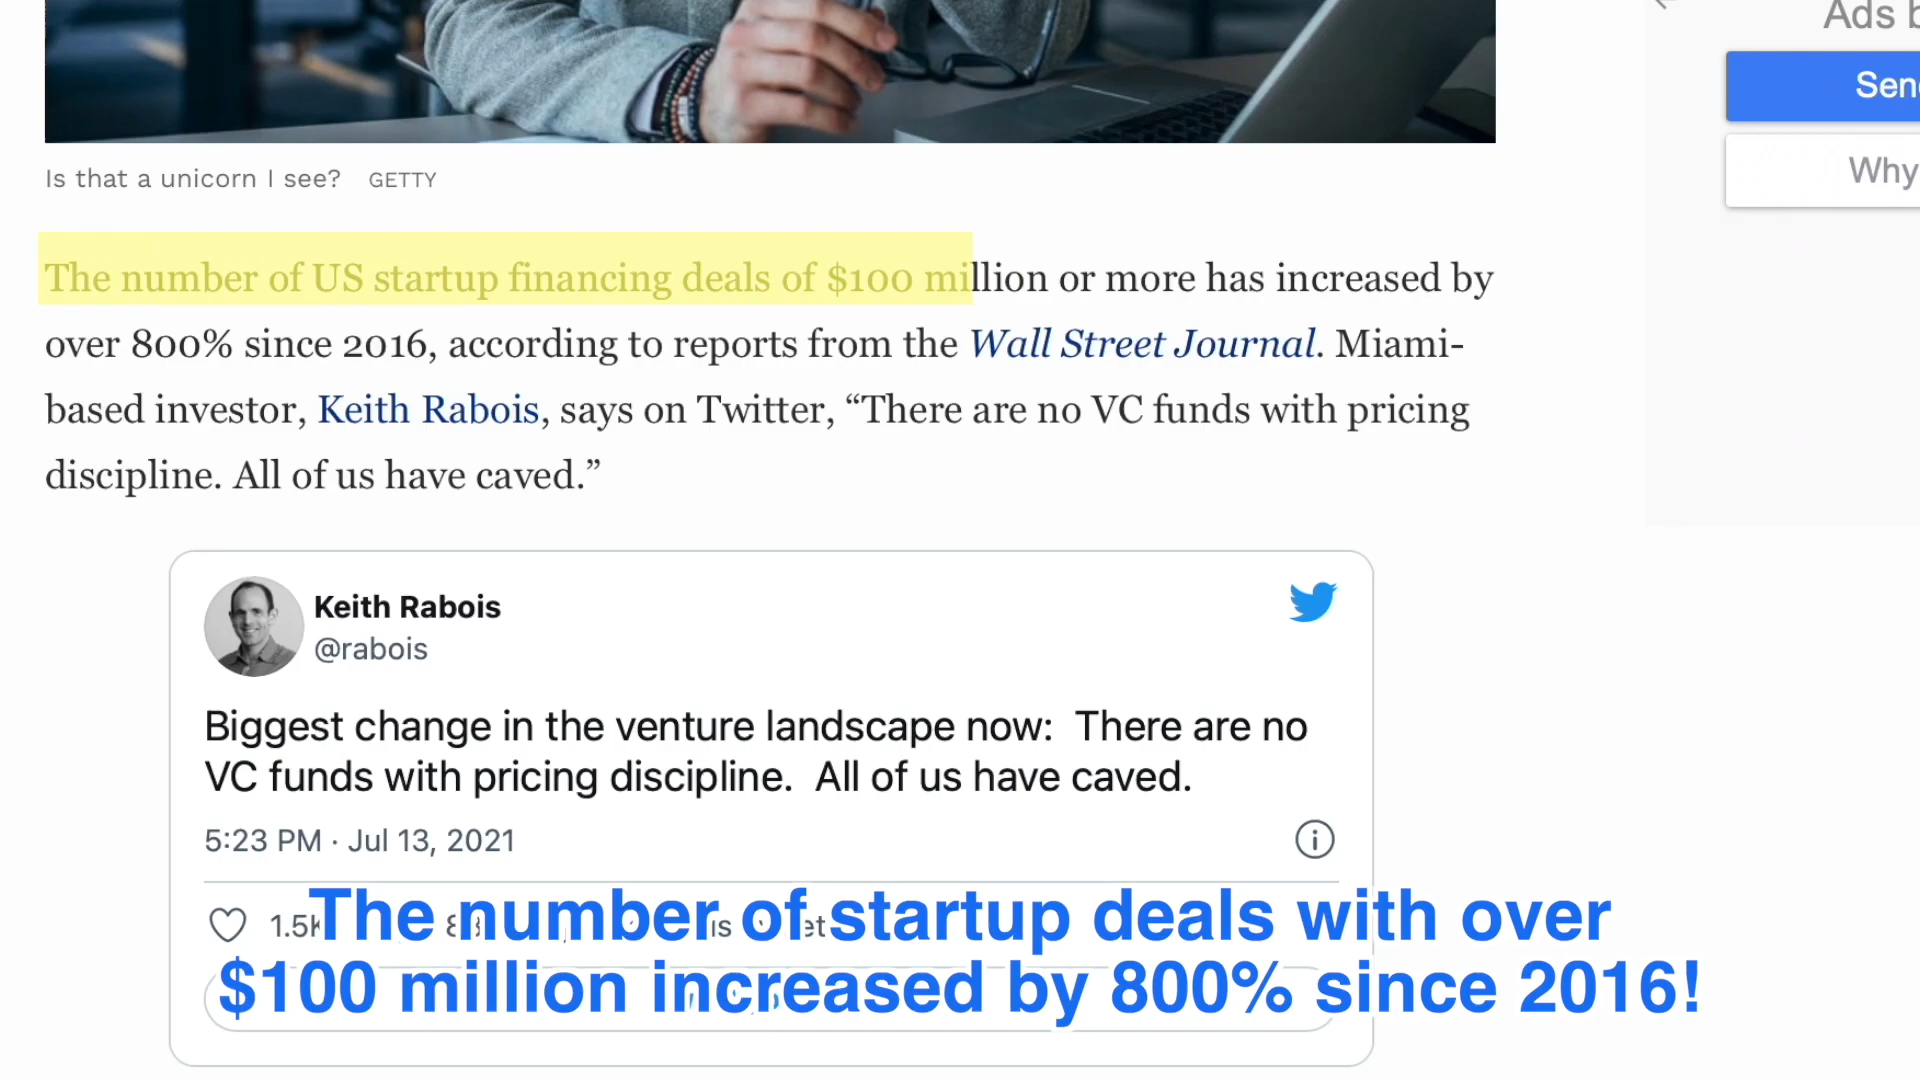 Ads
Send
Why
Is that a unicorn I see? GETTY
The number of US startup financing deals of $100 million or more has increased by
over 800% since 2016, according to reports from the Wall Street Journal. Miami-
based investor, Keith Rabois, says on Twitter, “There are no VC funds with pricing
discipline. All of us have caved.”
Keith Rabois
@rabois
Biggest change in the venture landscape now: There are no
VC funds with pricing discipline. All of us have caved.
5:23 PM · Jul 13, 2021
1.5K
The number of startup deals with over
$100 million increased by 800% since 2016!